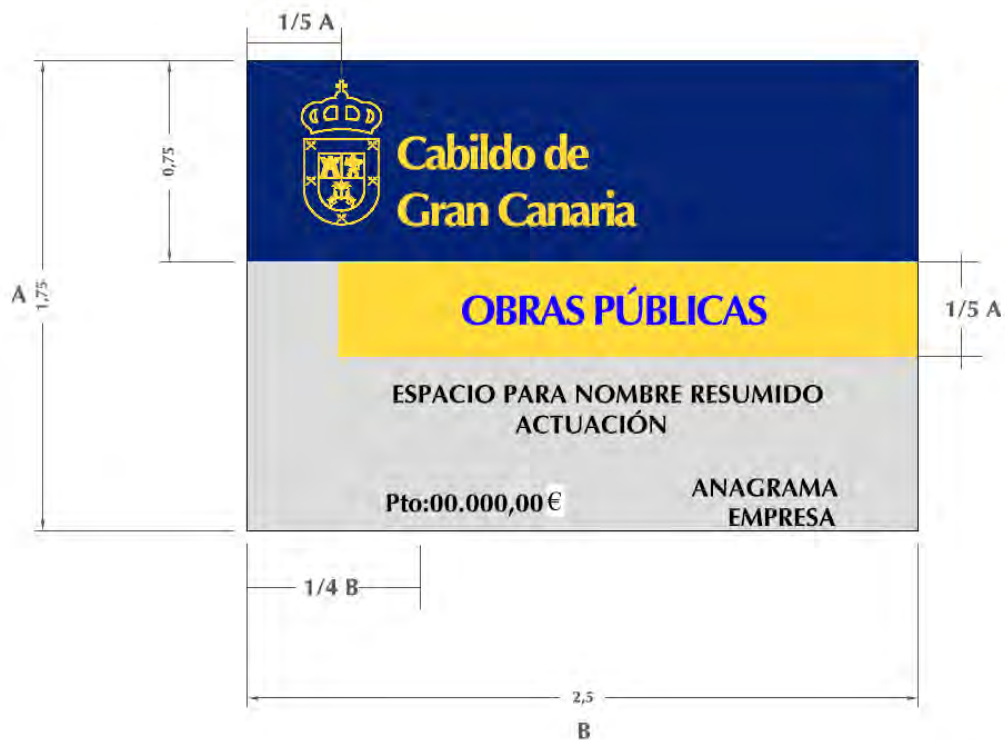 1/5 A
0,75
A
1,75
Cabildo de
Gran Canaria
OBRAS PÚBLICAS
1/5 A
ESPACIO PARA NOMBRE RESUMIDO
ACTUACIÓN
Pto:00.000,00€
ANAGRAMA
EMPRESA
1/4 B
2,5
B